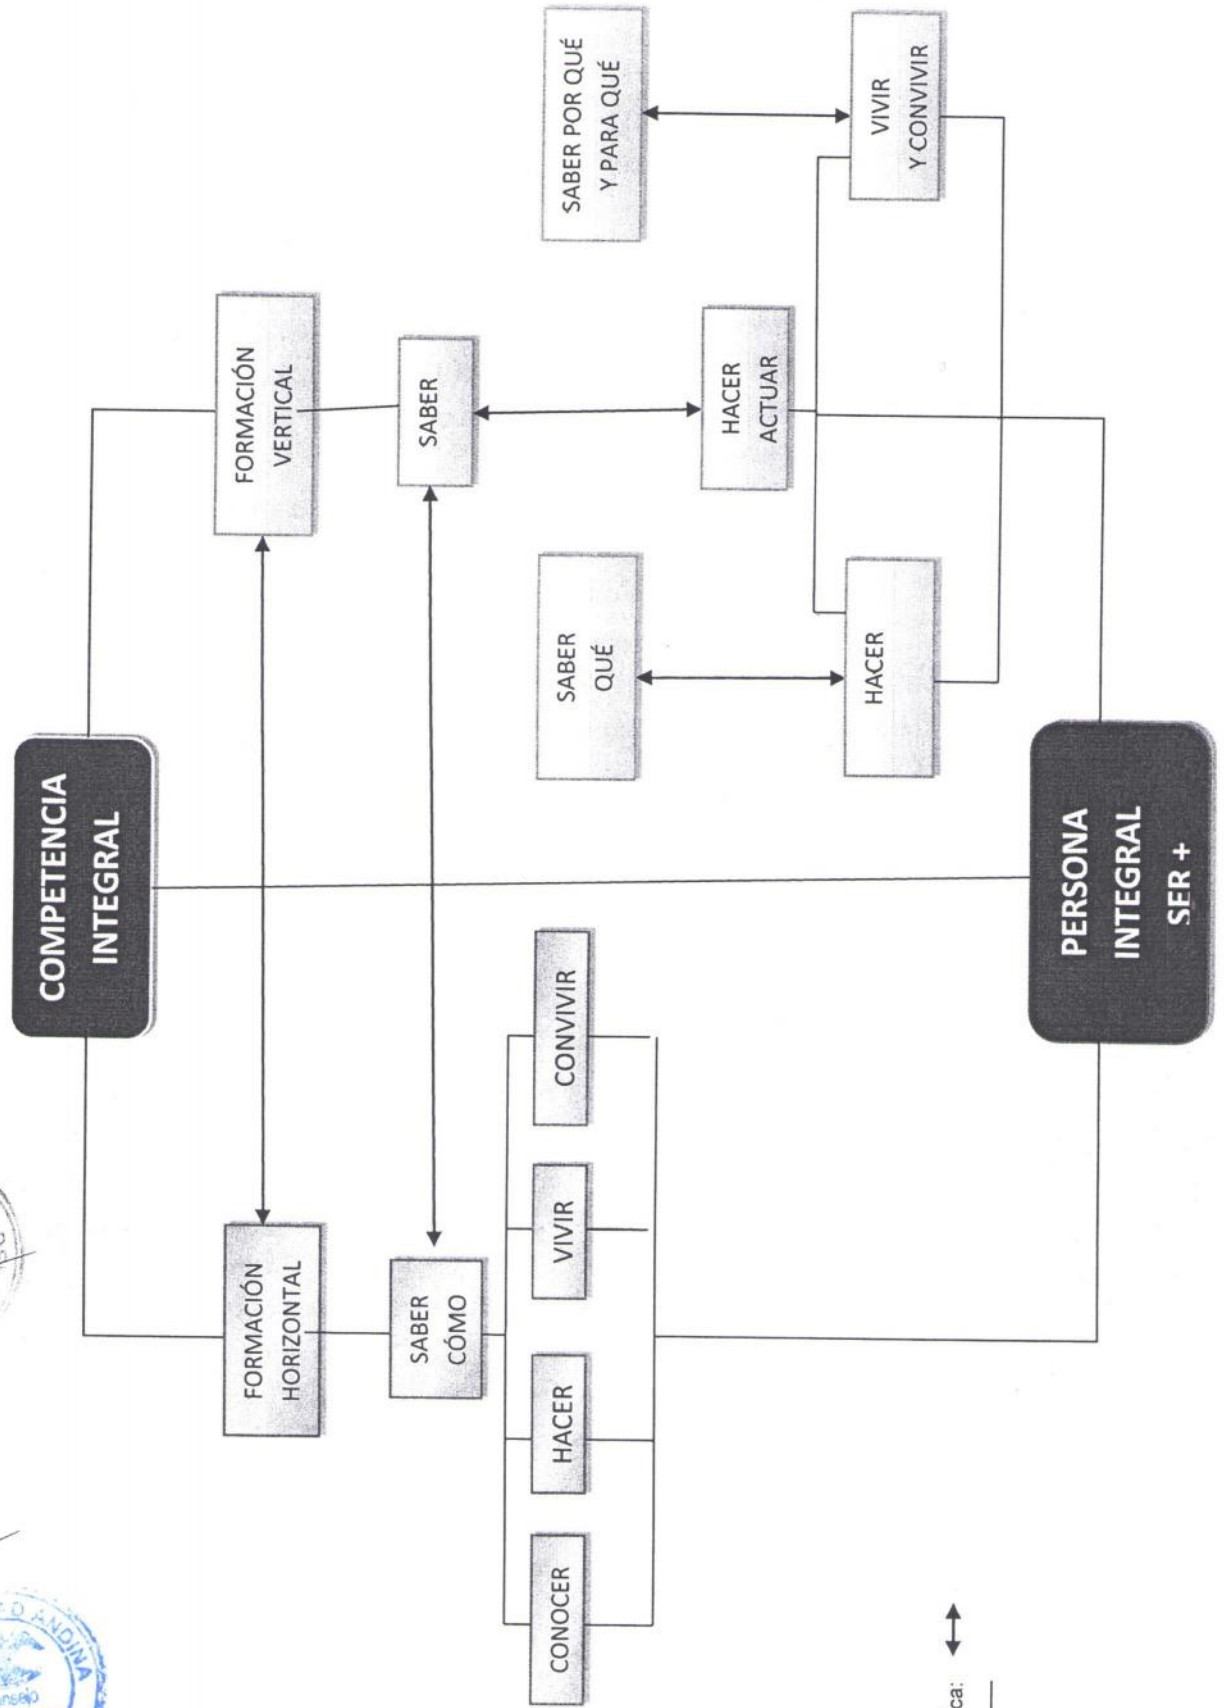 COMPETENCIA
INTEGRAL
FORMACIÓN
HORIZONTAL
FORMACIÓN
VERTICAL
SABER
CÓMO
SABER
CONOCER
HACER
VIVIR
CONVIVIR
SABER
QUÉ
SABER POR QUÉ
Y PARA QUÉ
HACER
ACTUAR
HACER
VIVIR
Y CONVIVIR
PERSONA
INTEGRAL
SER +
ca:
D ANDINA